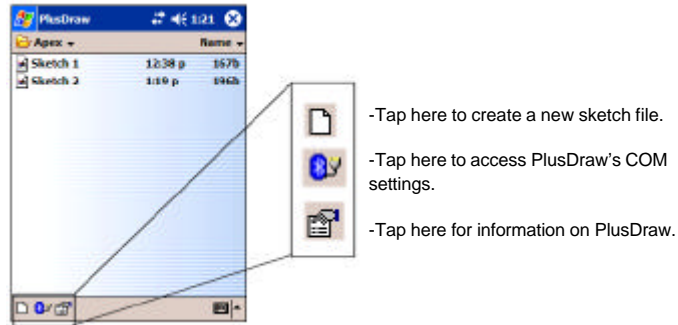 PlusDraw 1:21
Apex Name
Sketch 1 12:38 p 167b
Sketch 2 1:19 p 196b
-Tap here to create a new sketch file.
-Tap here to access PlusDraw's COM
settings.
-Tap here for information on PlusDraw.